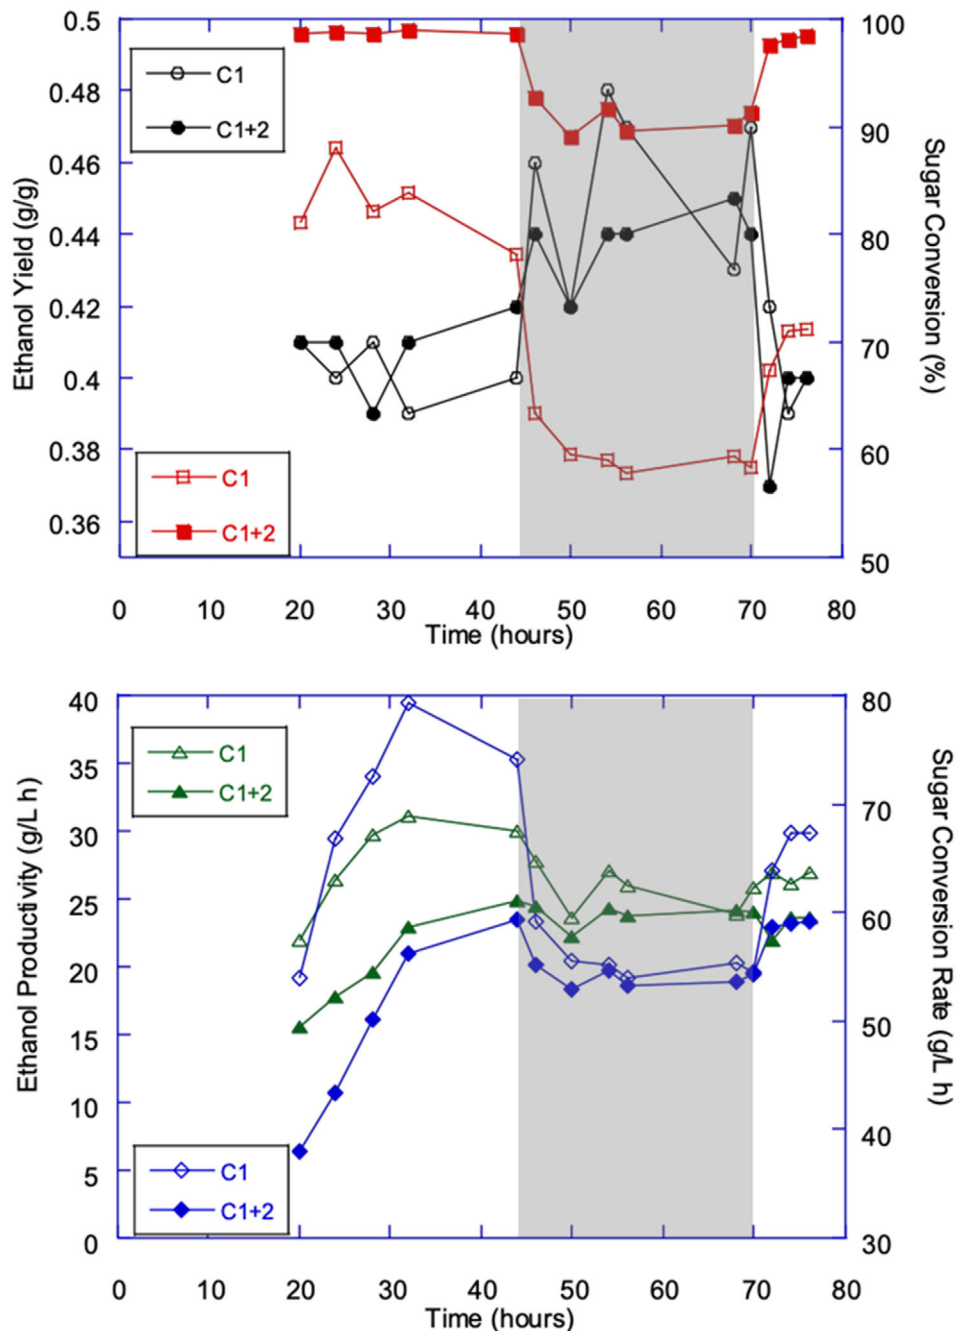 0.5
0.48
0.46
0.44
0.42
0.4
0.38
0.36
Ethanol Yield (g/g)
C1
C1+2
C1
C1+2
100
90
80
70
60
50
Sugar Conversion (%)
0 10 20 30 40 50 60 70 80
Time (hours)
40
35
30
25
20
15
10
5
0
Ethanol Productivity (g/L h)
C1
C1+2
C1
C1+2
80
70
60
50
40
30
Sugar Conversion Rate (g/L h)
0 10 20 30 40 50 60 70 80
Time (hours)